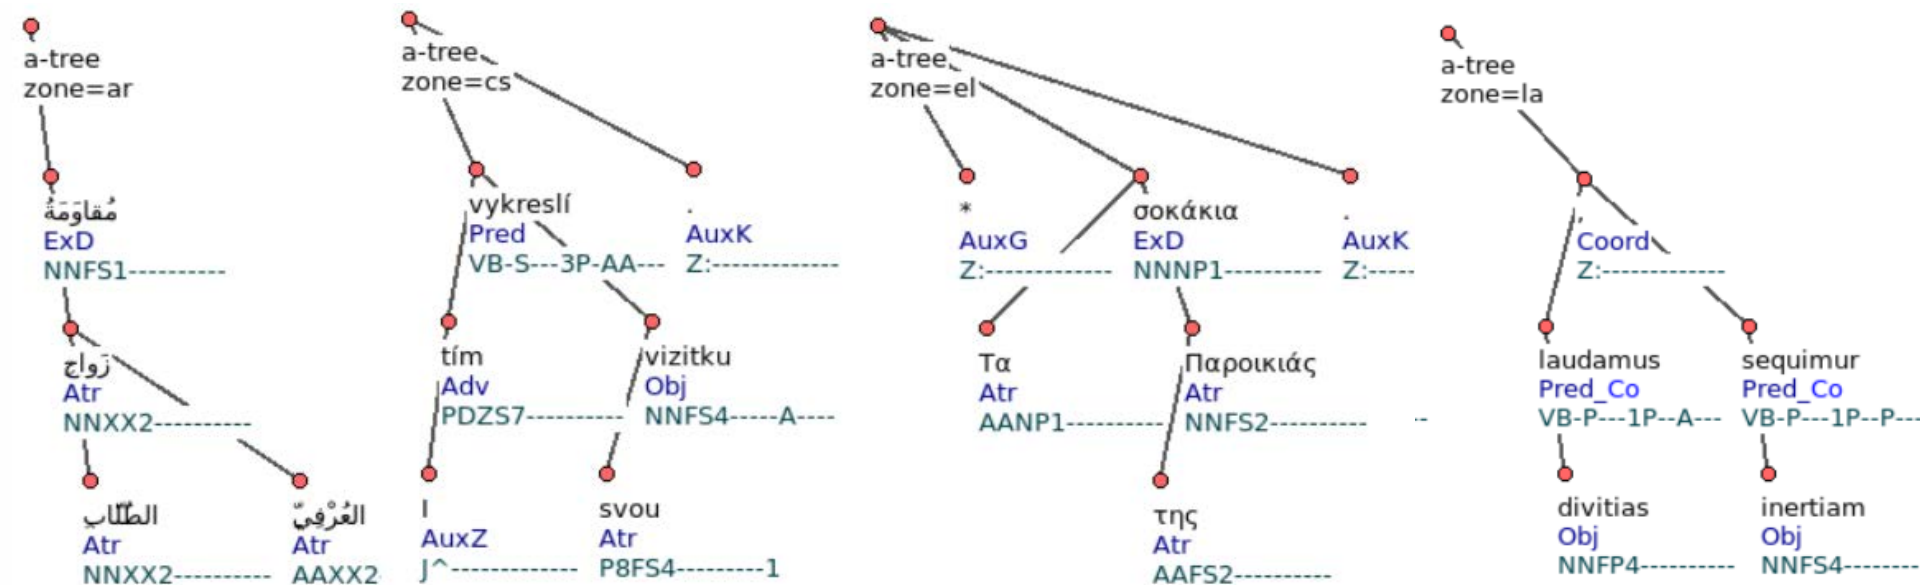 a-tree
zone=ar
مُقاوَمَةُ
ExD
NNFS1----------
زَواجِ
Atr
NNXX2----------
الطُلّابِ
Atr
NNXX2----------
العُرْفِيِّ
Atr
AAXX2
a-tree
zone=cs
vykreslí
Pred
VB-S---3P-AA---
.
AuxK
Z:-------------
tím
Adv
PDZS7----------
vizitku
Obj
NNFS4-----A----
I
AuxZ
J^-------------
svou
Atr
P8FS4---------1
a-tree
zone=el
*
AuxG
Z:-------------
σοκάκια
ExD
NNNP1----------
.
AuxK
Z:-----
Τα
Atr
AANP1----------
Παροικιάς
Atr
NNFS2----------
της
Atr
AAFS2----------
a-tree
zone=la
,
Coord
Z:-------------
laudamus
Pred_Co
VB-P---1P--A---
sequimur
Pred_Co
VB-P---1P--P---
divitias
Obj
NNFP4----------
inertiam
Obj
NNFS4----------